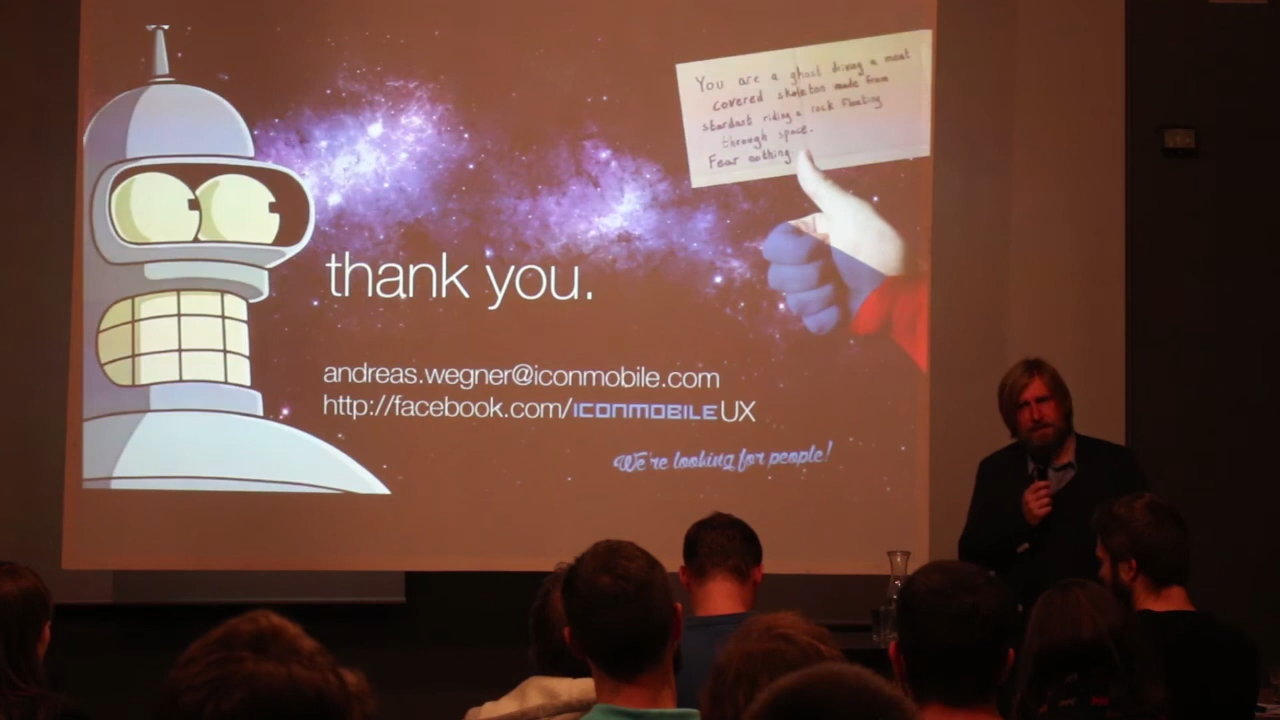 You are a ghost driving a meat
covered skeleton made from
stardust riding a rock floating
through space.
Fear nothing.
thank you.
andreas.wegner@iconmobile.com
http://facebook.com/ICONMOBILEUX
We're looking for people!